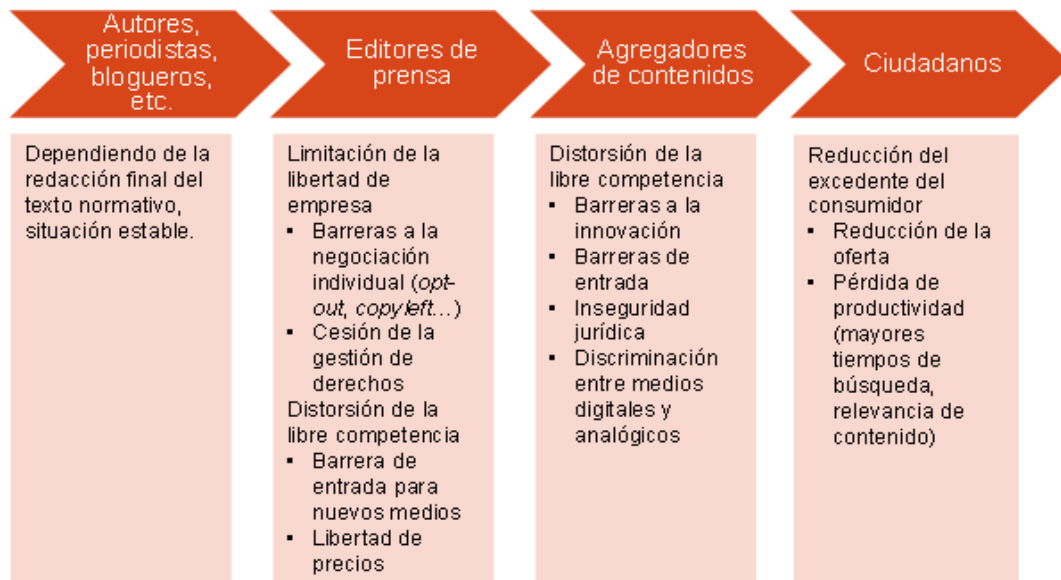 Autores,
periodistas,
blogueros,
etc.
Editores de
prensa
Agregadores
de contenidos
Ciudadanos
Dependiendo de la
redacción final del
texto normativo,
situación estable.
Limitación de la
libertad de
empresa
▪ Barreras a la
negociación
individual (opt-
out, copyleft...)
▪ Cesión de la
gestión de
derechos
Distorsión de la
libre competencia
▪ Barrera de
entrada para
nuevos medios
▪ Libertad de
precios
Distorsión de la
libre competencia
▪ Barreras a la
innovación
▪ Barreras de
entrada
▪ Inseguridad
jurídica
▪ Discriminación
entre medios
digitales y
analógicos
Reducción del
excedente del
consumidor
▪ Reducción de la
oferta
▪ Pérdida de
productividad
(mayores
tiempos de
búsqueda,
relevancia de
contenido)